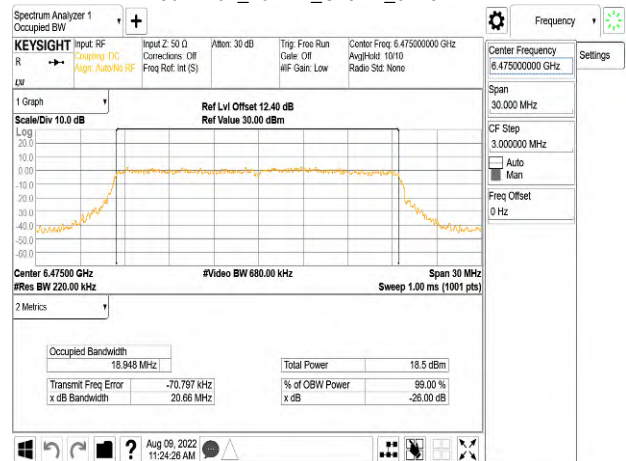 Spectrum Analyzer 1
Occupied BW
Frequency
KEYSIGHT
R
Input: RF
Coupling: DC
Align: Auto/No RF
Input Z: 50 Ω
Corrections: Off
Freq Ref: Int (S)
Atten: 30 dB
Trig: Free Run
Gate: Off
#IF Gain: Low
Center Freq: 6.475000000 GHz
Avg|Hold: 10/10
Radio Std: None
Center Frequency
6.475000000 GHz
Settings
Span
30.000 MHz
CF Step
3.000000 MHz
Auto
Man
Freq Offset
0 Hz
1 Graph
Scale/Div 10.0 dB
Ref Lvl Offset 12.40 dB
Ref Value 30.00 dBm
Log
20.0
10.0
0.00
-10.0
-20.0
-30.0
-40.0
-50.0
-60.0
Center 6.47500 GHz
#Res BW 220.00 kHz
#Video BW 680.00 kHz
Span 30 MHz
Sweep 1.00 ms (1001 pts)
2 Metrics
Occupied Bandwidth
18.948 MHz
Transmit Freq Error -70.797 kHz
x dB Bandwidth 20.66 MHz
Total Power 18.5 dBm
% of OBW Power 99.00 %
x dB -26.00 dB
?
Aug 09, 2022
11:24:26 AM